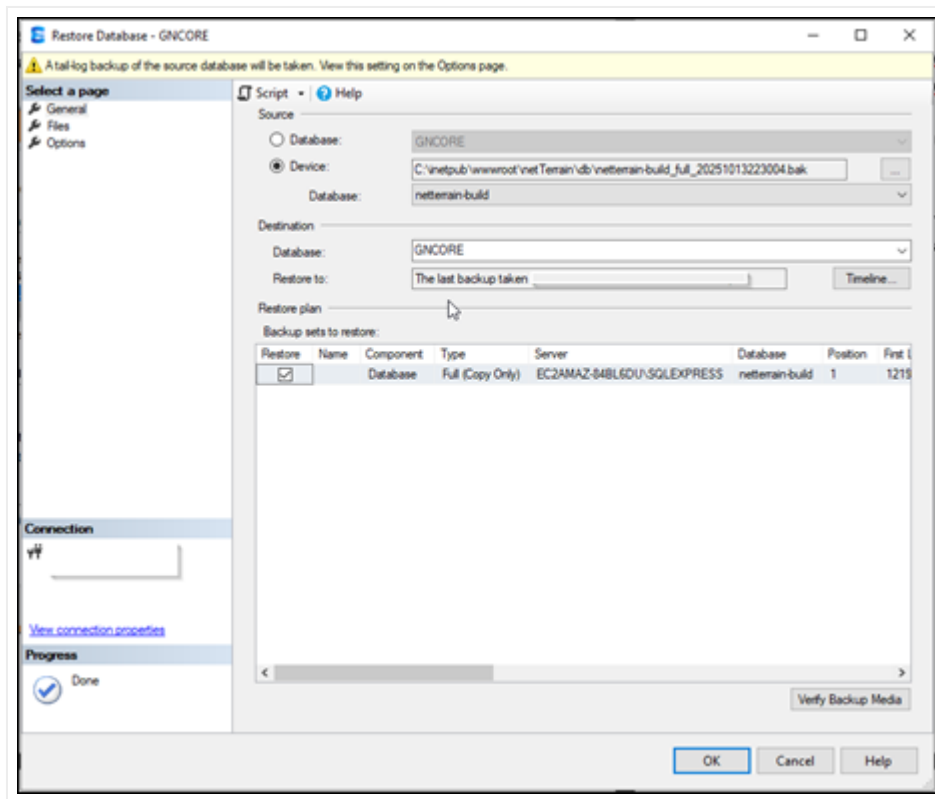 Restore Database - GNCORE
A tail-log backup of the source database will be taken. View this setting on the Options page.
Select a page
General
Files
Options
Script
Help
Source
Database:
GNCORE
Device:
C:\inetpub\wwwroot\netTerrain\db\netterrain-build_full_20251013223004.bak
...
Database:
netterrain-build
Destination
Database:
GNCORE
Restore to:
The last backup taken
Timeline...
Restore plan
Backup sets to restore:
Restore Name Component Type Server Database Position First L
Database Full (Copy Only) EC2AMAZ-84BL6DU\SQLEXPRESS netterrain-build 1 1219
Connection
View connection properties
Progress
Done
Verify Backup Media
OK Cancel Help